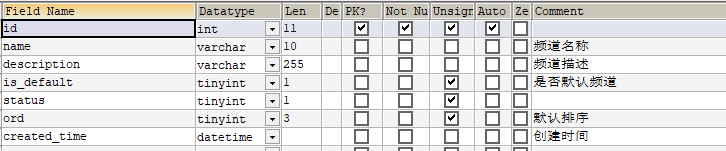 Field Name Datatype Len De PK? Not Nu Unsign Auto Ze Comment
id int 11
name varchar 10 频道名称
description varchar 255 频道描述
is_default tinyint 1 是否默认频道
status tinyint 1
ord tinyint 3 默认排序
created_time datetime 创建时间